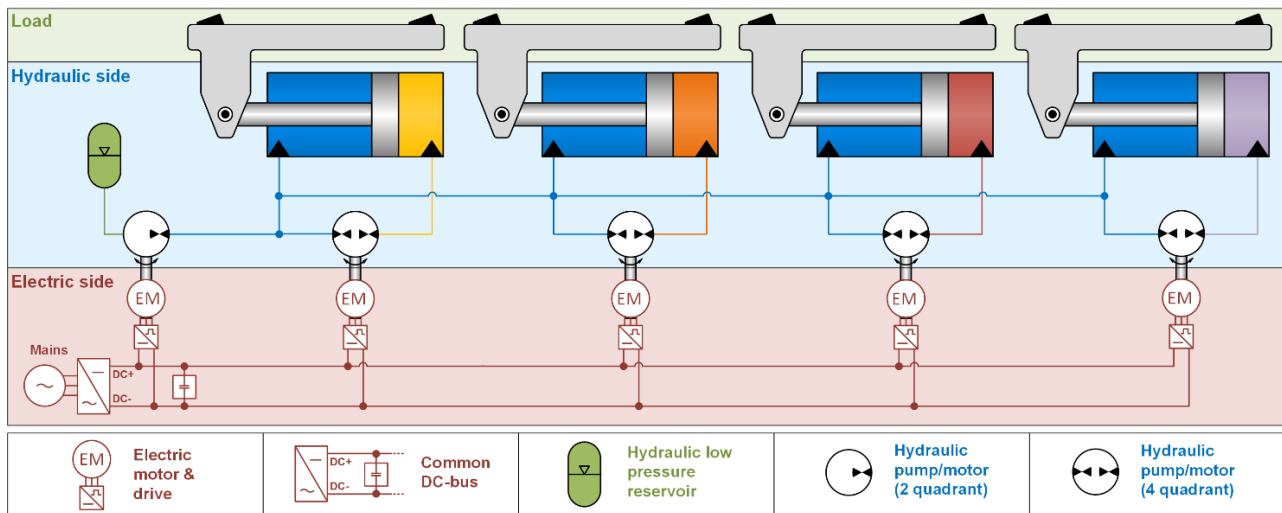 Load
Hydraulic side
Electric side
EM
EM
EM
EM
EM
Mains
DC+
DC-
EM
Electric
motor &
drive
DC+
DC-
Common
DC-bus
Hydraulic low
pressure
reservoir
Hydraulic
pump/motor
(2 quadrant)
Hydraulic
pump/motor
(4 quadrant)